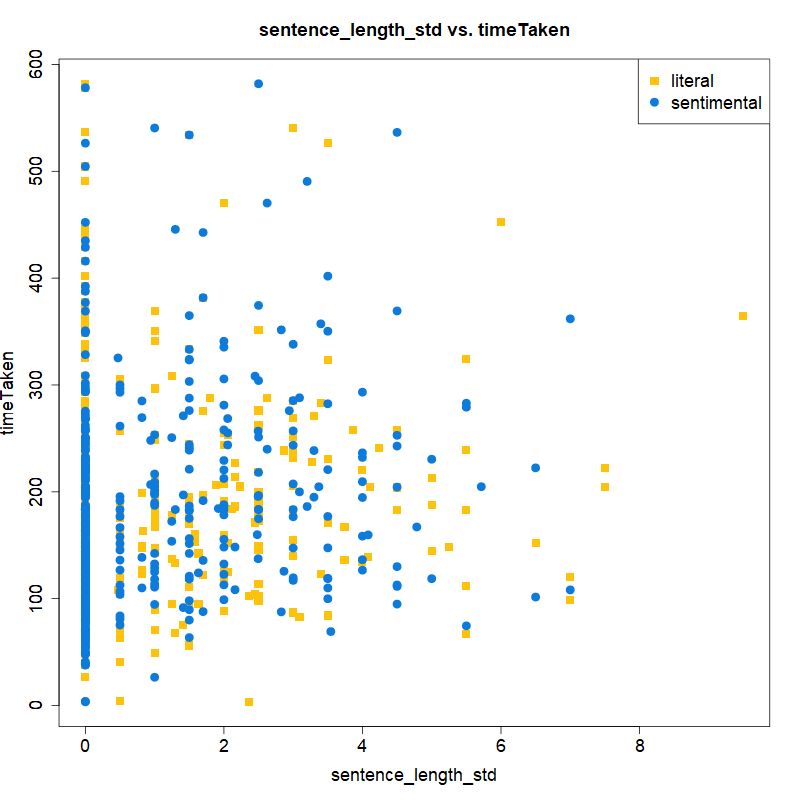 sentence_length_std vs. timeTaken
literal
sentimental
600
500
400
300
200
100
0
timeTaken
0 2 4 6 8
sentence_length_std